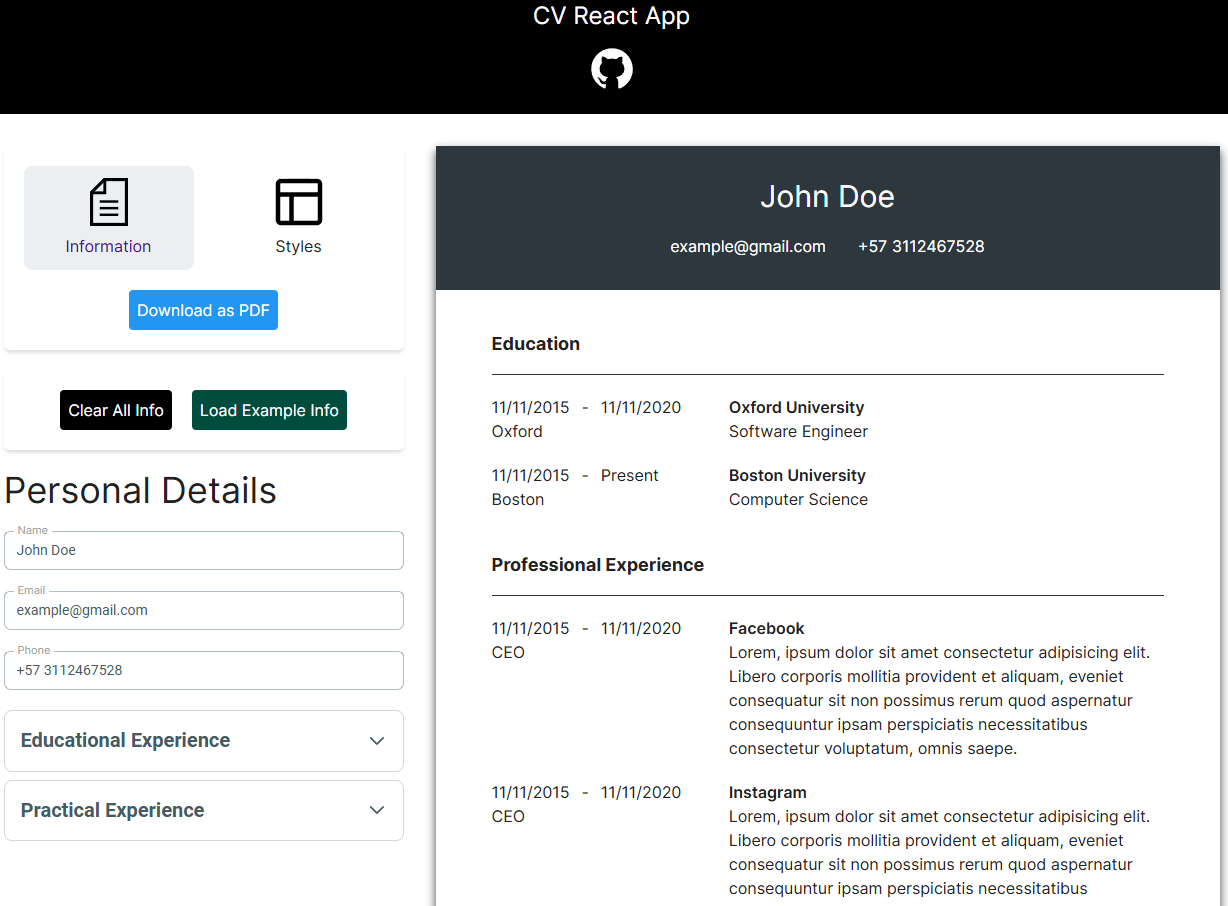 CV React App
Information
Styles
Download as PDF
Clear All Info
Load Example Info
Personal Details
Name
John Doe
Email
example@gmail.com
Phone
+57 3112467528
Educational Experience
Practical Experience
John Doe
example@gmail.com +57 3112467528
Education
11/11/2015 - 11/11/2020 Oxford University
Oxford Software Engineer
11/11/2015 - Present Boston University
Boston Computer Science
Professional Experience
11/11/2015 - 11/11/2020 Facebook
CEO Lorem, ipsum dolor sit amet consectetur adipisicing elit.
Libero corporis mollitia provident et aliquam, eveniet
consequatur sit non possimus rerum quod aspernatur
consequuntur ipsam perspiciatis necessitatibus
consectetur voluptatum, omnis saepe.
11/11/2015 - 11/11/2020 Instagram
CEO Lorem, ipsum dolor sit amet consectetur adipisicing elit.
Libero corporis mollitia provident et aliquam, eveniet
consequatur sit non possimus rerum quod aspernatur
consequuntur ipsam perspiciatis necessitatibus